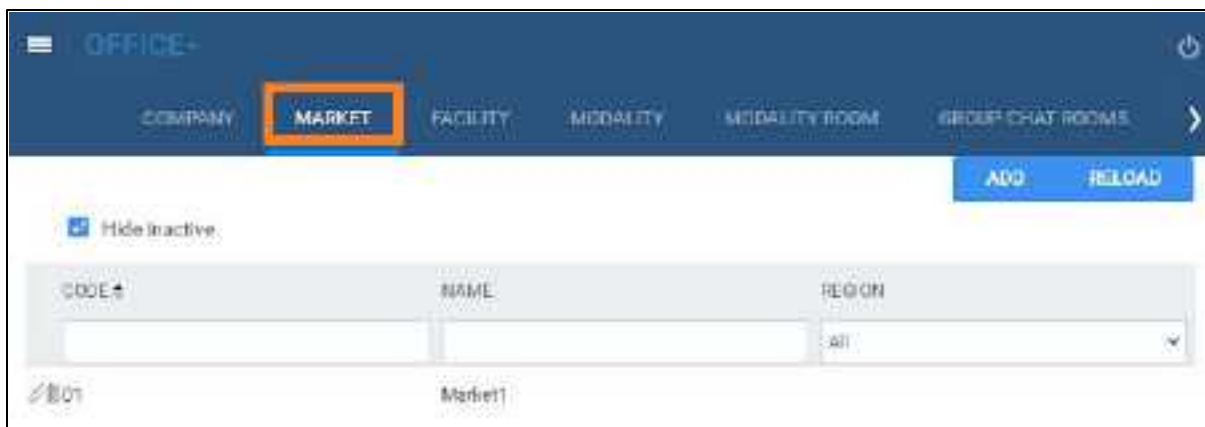 OFFICE-
COMPANY MARKET FACILITY MODALITY MODALITY ROOM GROUP CHAT ROOMS
ADD RELOAD
Hide Inactive
CODE NAME REGION
All
01 Market1